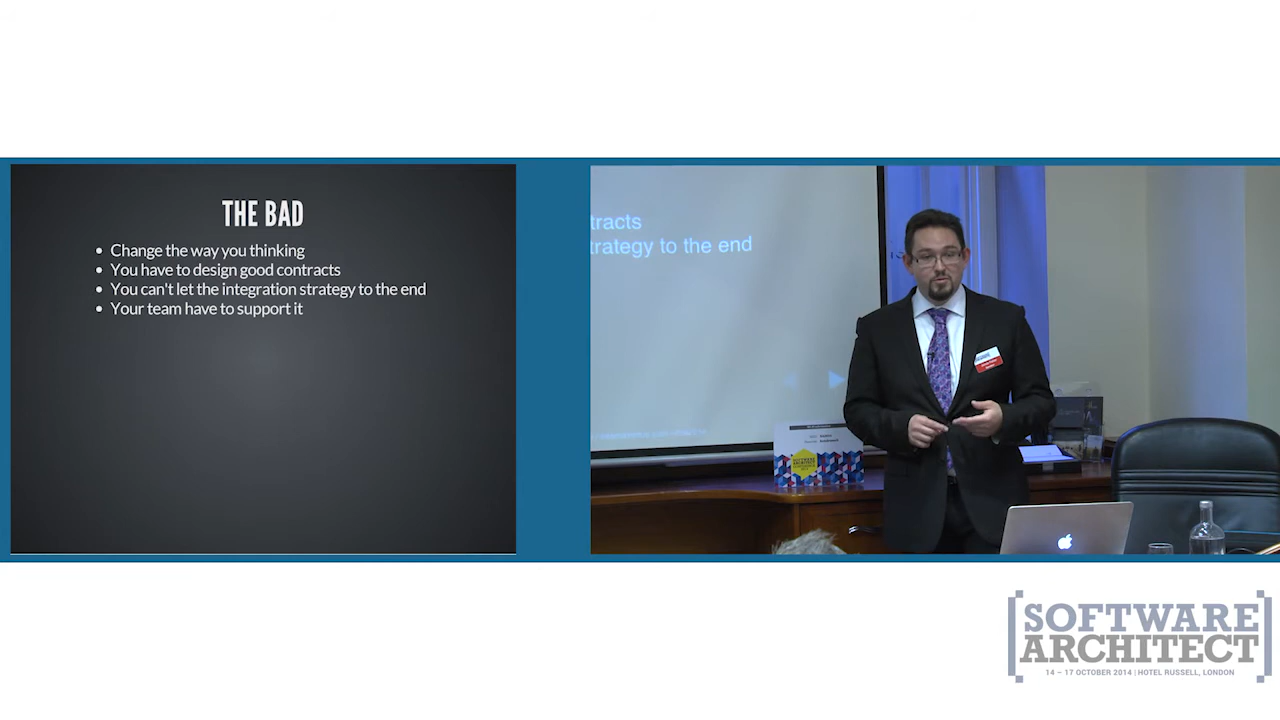 THE BAD
Change the way you thinking
You have to design good contracts
You can't let the integration strategy to the end
Your team have to support it
tracts
trategy to the end
SOFTWARE
ARCHITECT
SOFTWARE
ARCHITECT
14 – 17 OCTOBER 2014 | HOTEL RUSSELL, LONDON